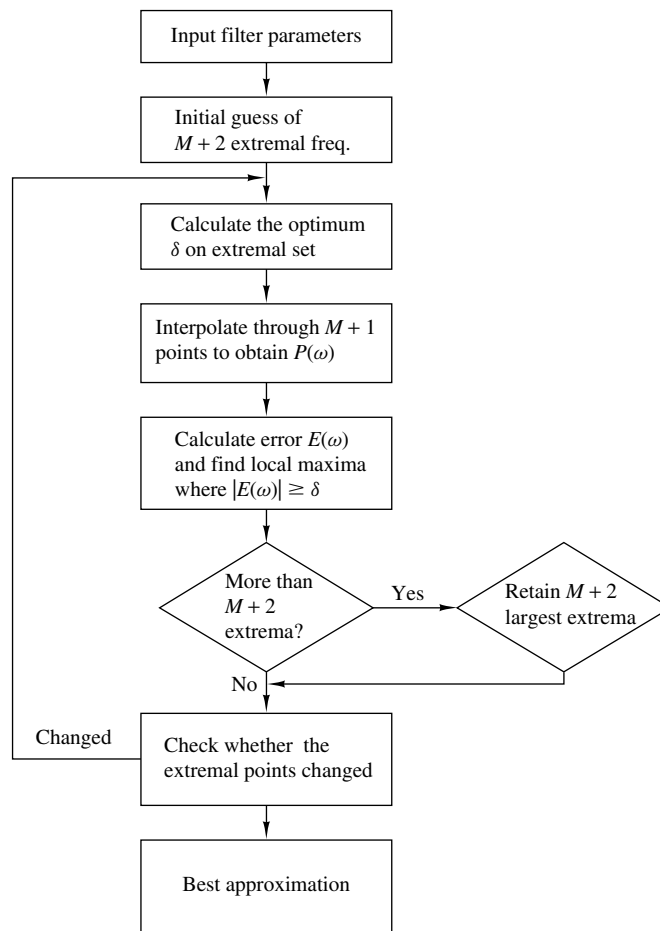 Input filter parameters
Initial guess of
M + 2 extremal freq.
Calculate the optimum
δ on extremal set
Interpolate through M + 1
points to obtain P(ω)
Calculate error E(ω)
and find local maxima
where |E(ω)| ≥ δ
More than
M + 2
extrema?
Yes
Retain M + 2
largest extrema
No
Changed
Check whether the
extremal points changed
Best approximation